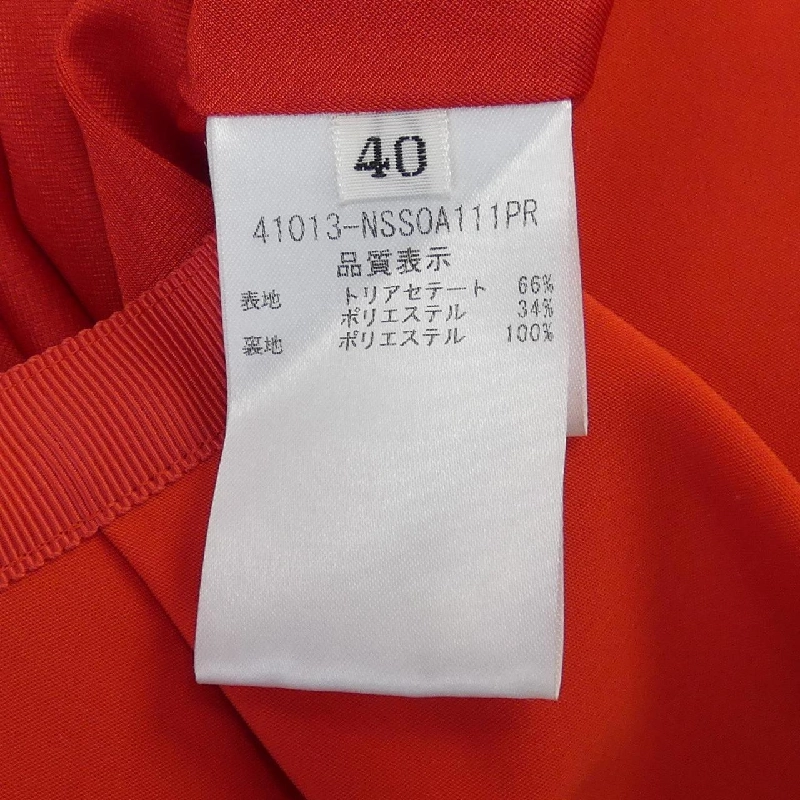 40
41013-NSSOA111PR
品質表示
表地 トリアセテート 66%
ポリエステル 34%
裏地 ポリエステル 100%